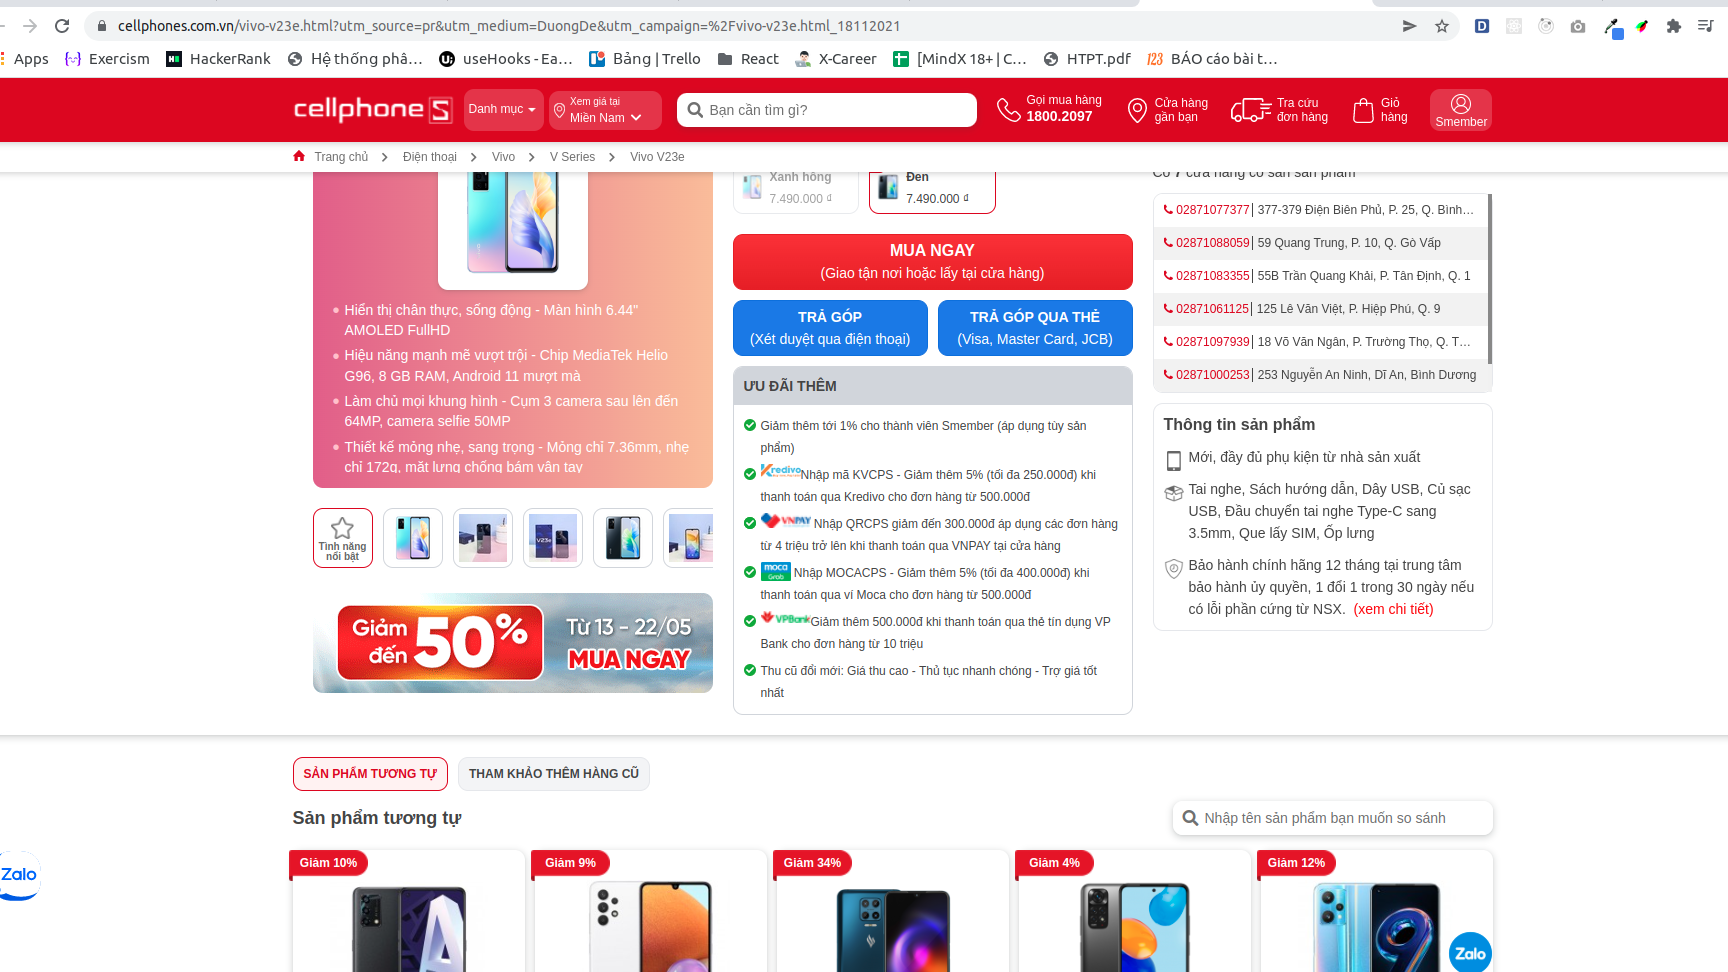 cellphones.com.vn/vivo-v23e.html?utm_source=pr&utm_medium=DuongDe&utm_campaign=%2Fvivo-v23e.html_18112021
Apps Exercism HackerRank Hệ thống phâ... useHooks - Ea... Bảng | Trello React X-Career [MindX 18+ | C... HTPT.pdf BÁO cáo bài t...
cellphoneS
Danh mục
Xem giá tại
Miền Nam
Bạn cần tìm gì?
Gọi mua hàng
1800.2097
Cửa hàng
gần bạn
Tra cứu
đơn hàng
Giỏ
hàng
Smember
Trang chủ > Điện thoại > Vivo > V Series > Vivo V23e
Hiển thị chân thực, sống động - Màn hình 6.44"
AMOLED FullHD
Hiệu năng mạnh mẽ vượt trội - Chip MediaTek Helio
G96, 8 GB RAM, Android 11 mượt mà
Làm chủ mọi khung hình - Cụm 3 camera sau lên đến
64MP, camera selfie 50MP
Thiết kế mỏng nhẹ, sang trọng - Mỏng chỉ 7.36mm, nhẹ
chỉ 172g, mặt lưng chống bám vân tay
Tính năng
nổi bật
V23e
Giảm
đến
50%
Từ 13 - 22/05
MUA NGAY
Xanh hồng
7.490.000 ₫
Đen
7.490.000 ₫
MUA NGAY
(Giao tận nơi hoặc lấy tại cửa hàng)
TRẢ GÓP
(Xét duyệt qua điện thoại)
TRẢ GÓP QUA THẺ
(Visa, Master Card, JCB)
ƯU ĐÃI THÊM
Giảm thêm tới 1% cho thành viên Smember (áp dụng tùy sản
phẩm)
Kredivo Nhập mã KVCPS - Giảm thêm 5% (tối đa 250.000đ) khi
thanh toán qua Kredivo cho đơn hàng từ 500.000đ
VNPAY Nhập QRCPS giảm đến 300.000đ áp dụng các đơn hàng
từ 4 triệu trở lên khi thanh toán qua VNPAY tại cửa hàng
moca Grab Nhập MOCACPS - Giảm thêm 5% (tối đa 400.000đ) khi
thanh toán qua ví Moca cho đơn hàng từ 500.000đ
VPBank Giảm thêm 500.000đ khi thanh toán qua thẻ tín dụng VP
Bank cho đơn hàng từ 10 triệu
Thu cũ đổi mới: Giá thu cao - Thủ tục nhanh chóng - Trợ giá tốt
nhất
Có 7 cửa hàng có sẵn sản phẩm
02871077377 | 377-379 Điện Biên Phủ, P. 25, Q. Bình...
02871088059 | 59 Quang Trung, P. 10, Q. Gò Vấp
02871083355 | 55B Trần Quang Khải, P. Tân Định, Q. 1
02871061125 | 125 Lê Văn Việt, P. Hiệp Phú, Q. 9
02871097939 | 18 Võ Văn Ngân, P. Trường Thọ, Q. T...
02871000253 | 253 Nguyễn An Ninh, Dĩ An, Bình Dương
Thông tin sản phẩm
Mới, đầy đủ phụ kiện từ nhà sản xuất
Tai nghe, Sách hướng dẫn, Dây USB, Củ sạc
USB, Đầu chuyển tai nghe Type-C sang
3.5mm, Que lấy SIM, Ốp lưng
Bảo hành chính hãng 12 tháng tại trung tâm
bảo hành ủy quyền, 1 đổi 1 trong 30 ngày nếu
có lỗi phần cứng từ NSX. (xem chi tiết)
SẢN PHẨM TƯƠNG TỰ
THAM KHẢO THÊM HÀNG CŨ
Sản phẩm tương tự
Nhập tên sản phẩm bạn muốn so sánh
Giảm 10%
Giảm 9%
Giảm 34%
Giảm 4%
Giảm 12%
Zalo
Zalo